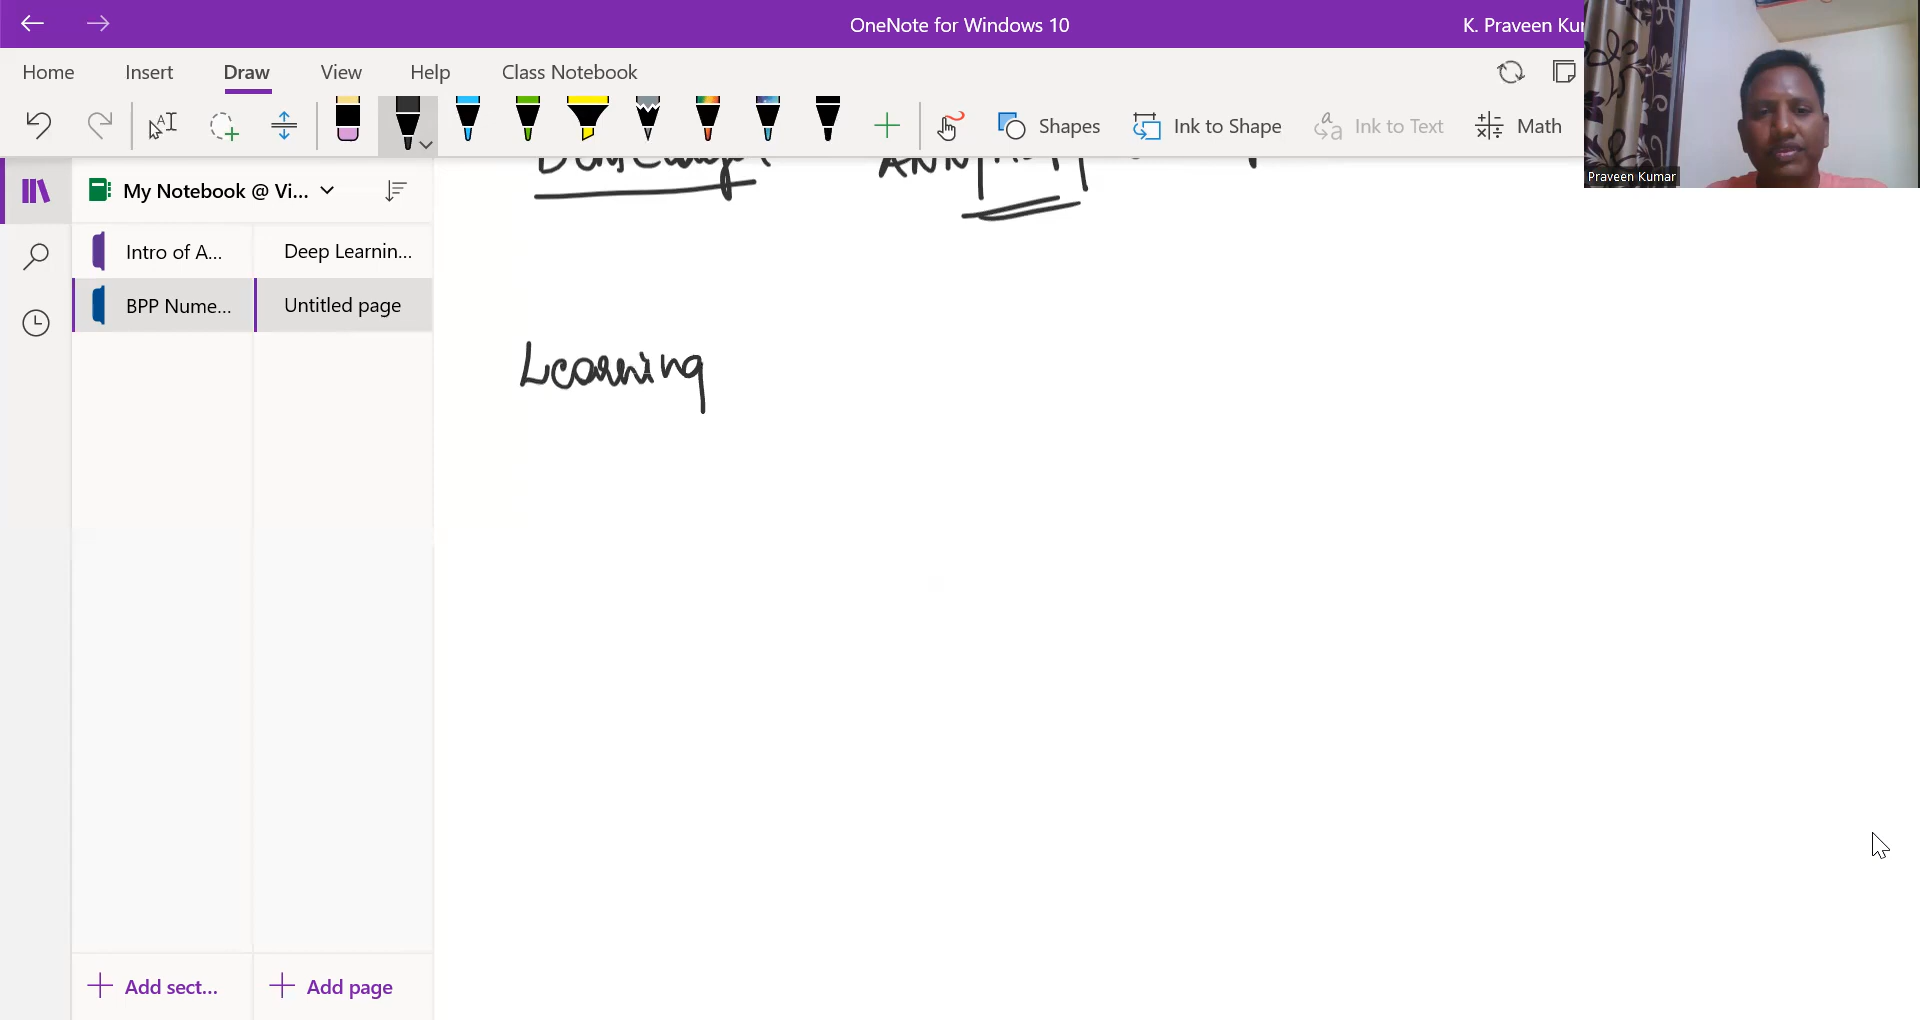 OneNote for Windows 10
K. Praveen Kur
Home Insert Draw View Help Class Notebook
Shapes Ink to Shape Ink to Text Math
Praveen Kumar
My Notebook @ Vi...
Intro of A... Deep Learnin...
BPP Nume... Untitled page
Learning
Add sect... Add page